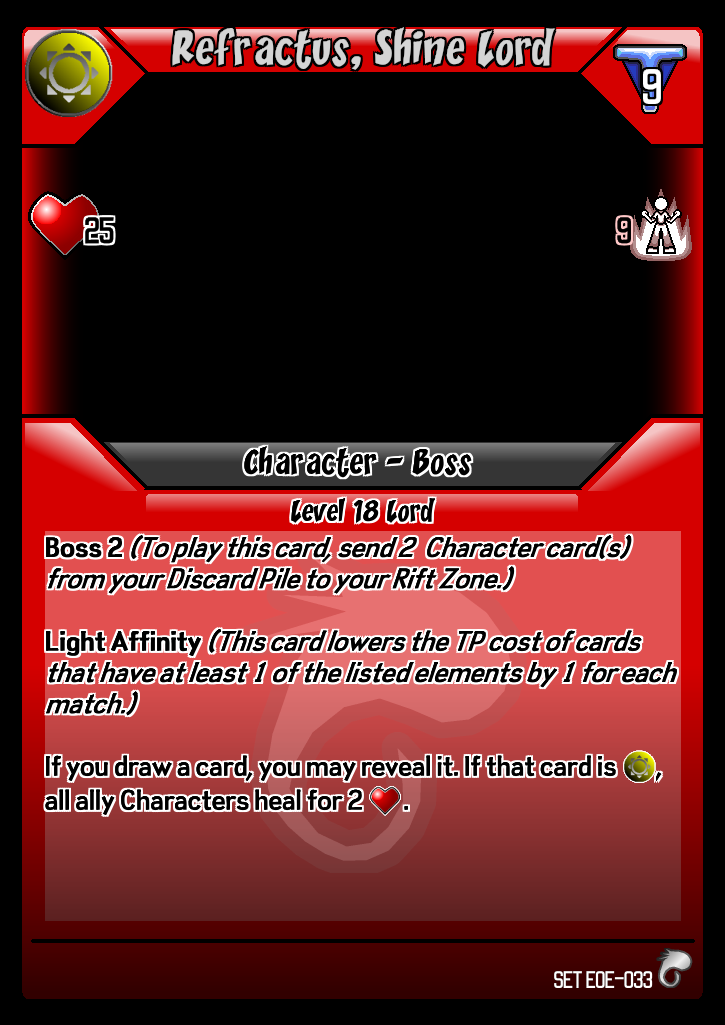 Refractus, Shine Lord
9
25
9
Character - Boss
Level 18 Lord
Boss 2 (To play this card, send 2 Character card(s)
from your Discard Pile to your Rift Zone.)
Light Affinity (This card lowers the TP cost of cards
that have at least 1 of the listed elements by 1 for each
match.)
If you draw a card, you may reveal it. If that card is ,
all ally Characters heal for 2 .
SET EOE-033